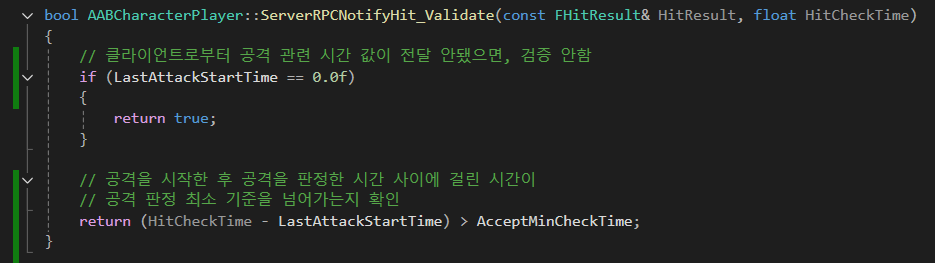 bool AABCharacterPlayer::ServerRPCNotifyHit_Validate(const FHitResult& HitResult, float HitCheckTime)
{
    // 클라이언트로부터 공격 관련 시간 값이 전달 안됐으면, 검증 안함
    if (LastAttackStartTime == 0.0f)
    {
        return true;
    }

    // 공격을 시작한 후 공격을 판정한 시간 사이에 걸린 시간이
    // 공격 판정 최소 기준을 넘어가는지 확인
    return (HitCheckTime - LastAttackStartTime) > AcceptMinCheckTime;
}